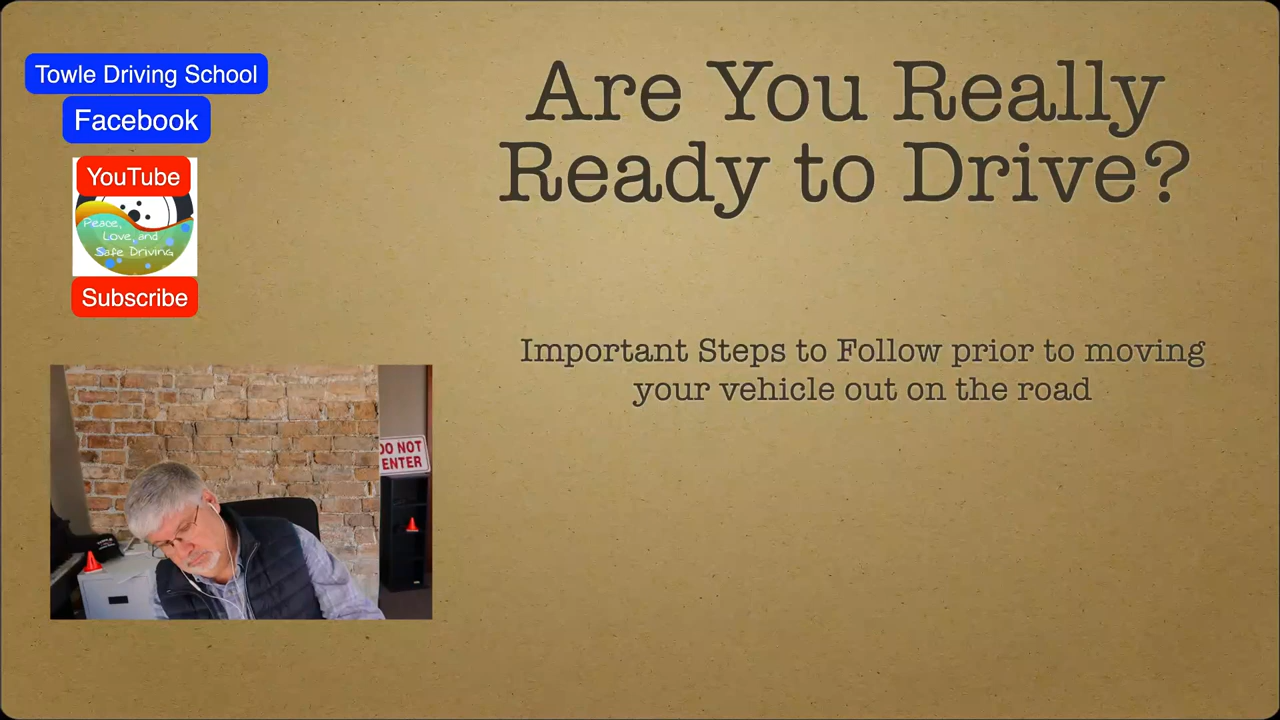 Towle Driving School
Facebook
YouTube
Peace,
Love, and
Safe Driving
Subscribe
Are You Really
Ready to Drive?
Important Steps to Follow prior to moving
your vehicle out on the road
DO NOT
ENTER